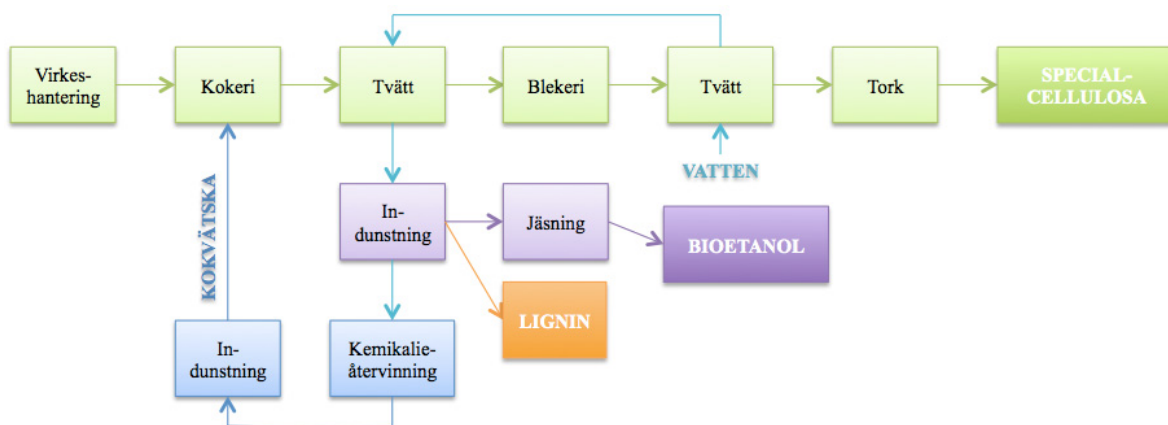 Virkes-
hantering
Kokeri
Tvätt
Blekeri
Tvätt
Tork
SPECIAL-
CELLULOSA
VATTEN
KOKVÄTSKA
In-
dunstning
Jäsning
BIOETANOL
LIGNIN
In-
dunstning
Kemikalie-
återvinning